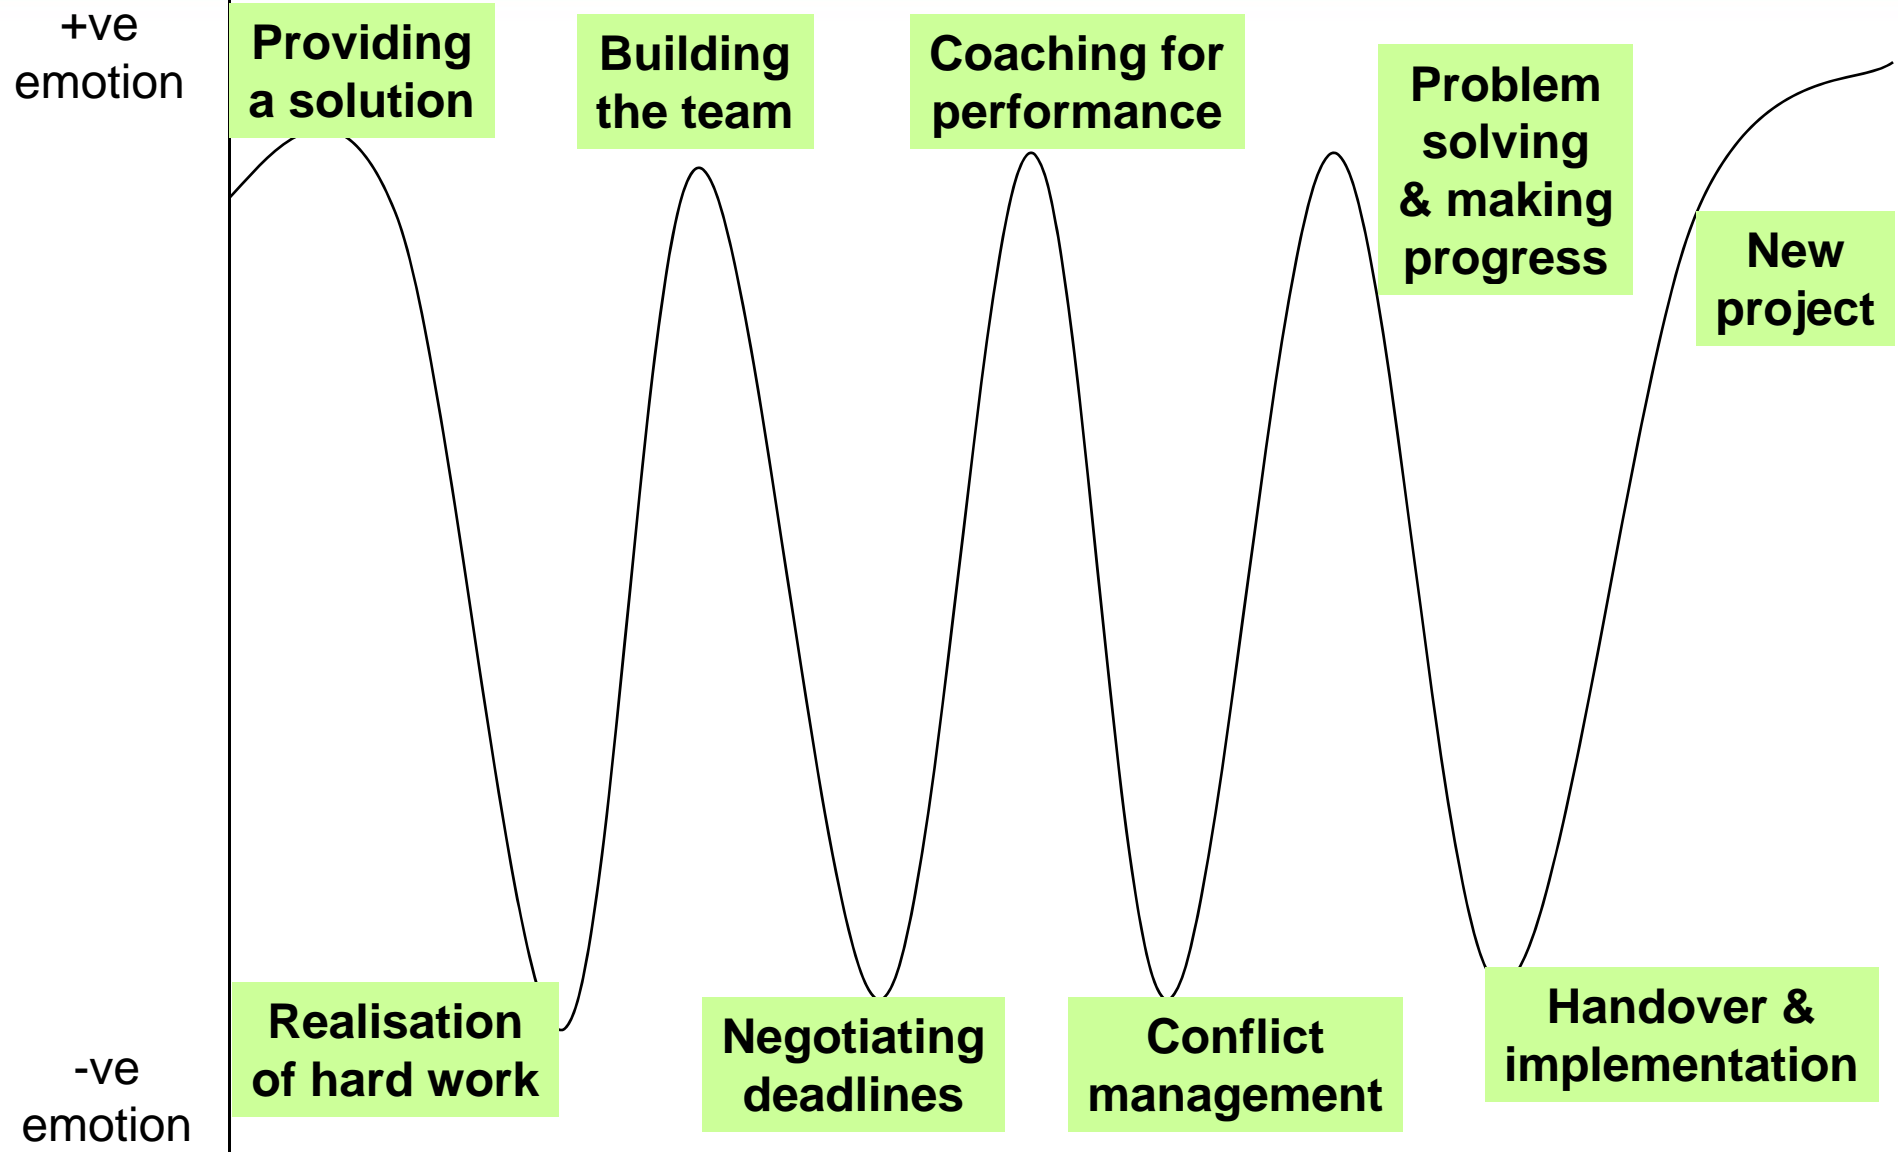 +ve
emotion
Providing
a solution
Building
the team
Coaching for
performance
Problem
solving
& making
progress
New
project
Realisation
of hard work
Negotiating
deadlines
Conflict
management
Handover &
implementation
-ve
emotion